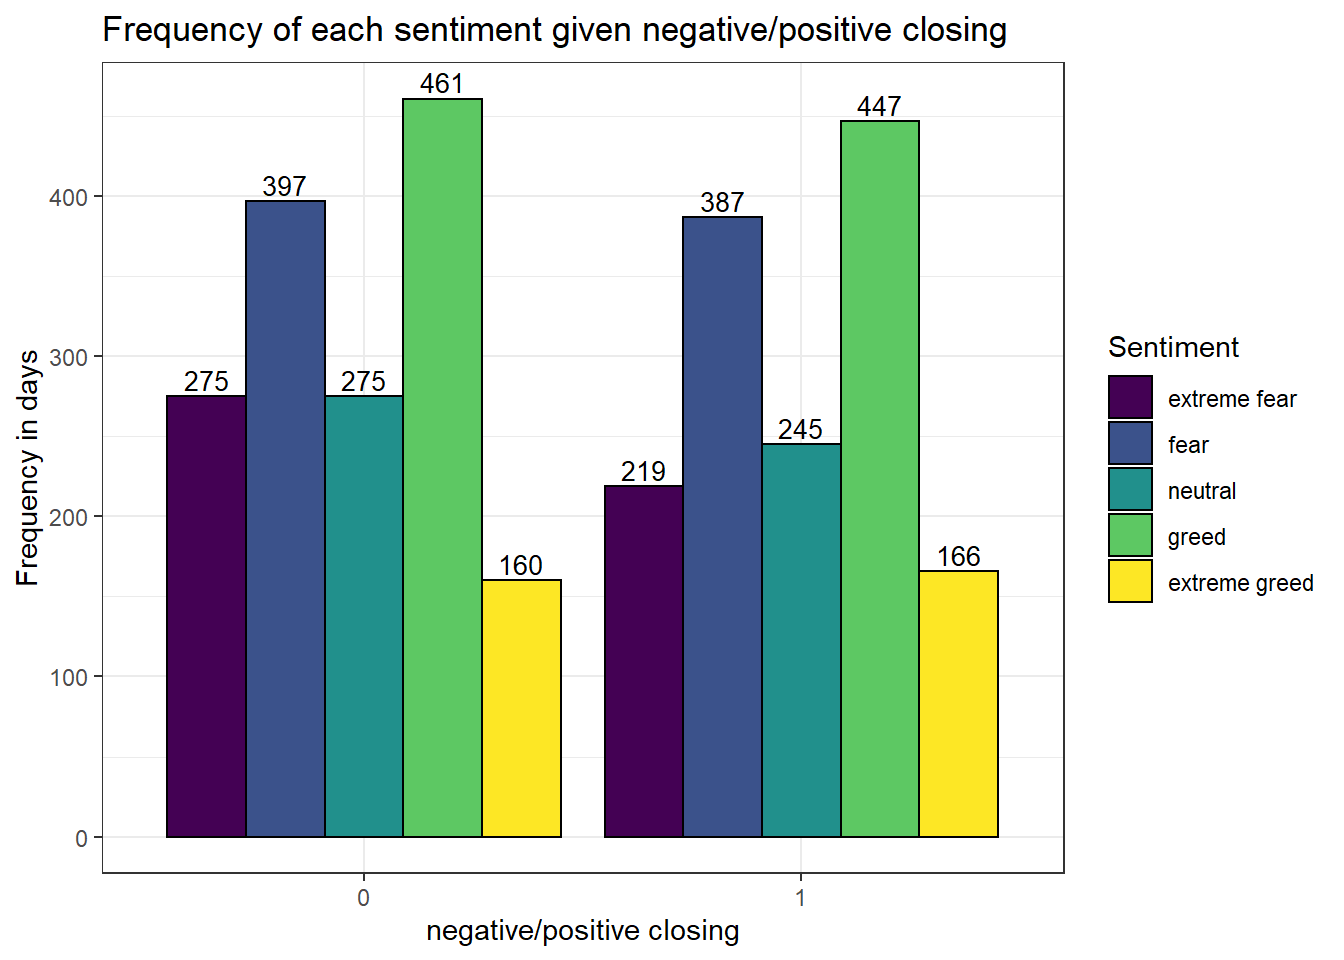 Frequency of each sentiment given negative/positive closing
461
447
397
387
275
275
245
219
160
166
400
300
200
100
0
Frequency in days
0
1
negative/positive closing
Sentiment
extreme fear
fear
neutral
greed
extreme greed